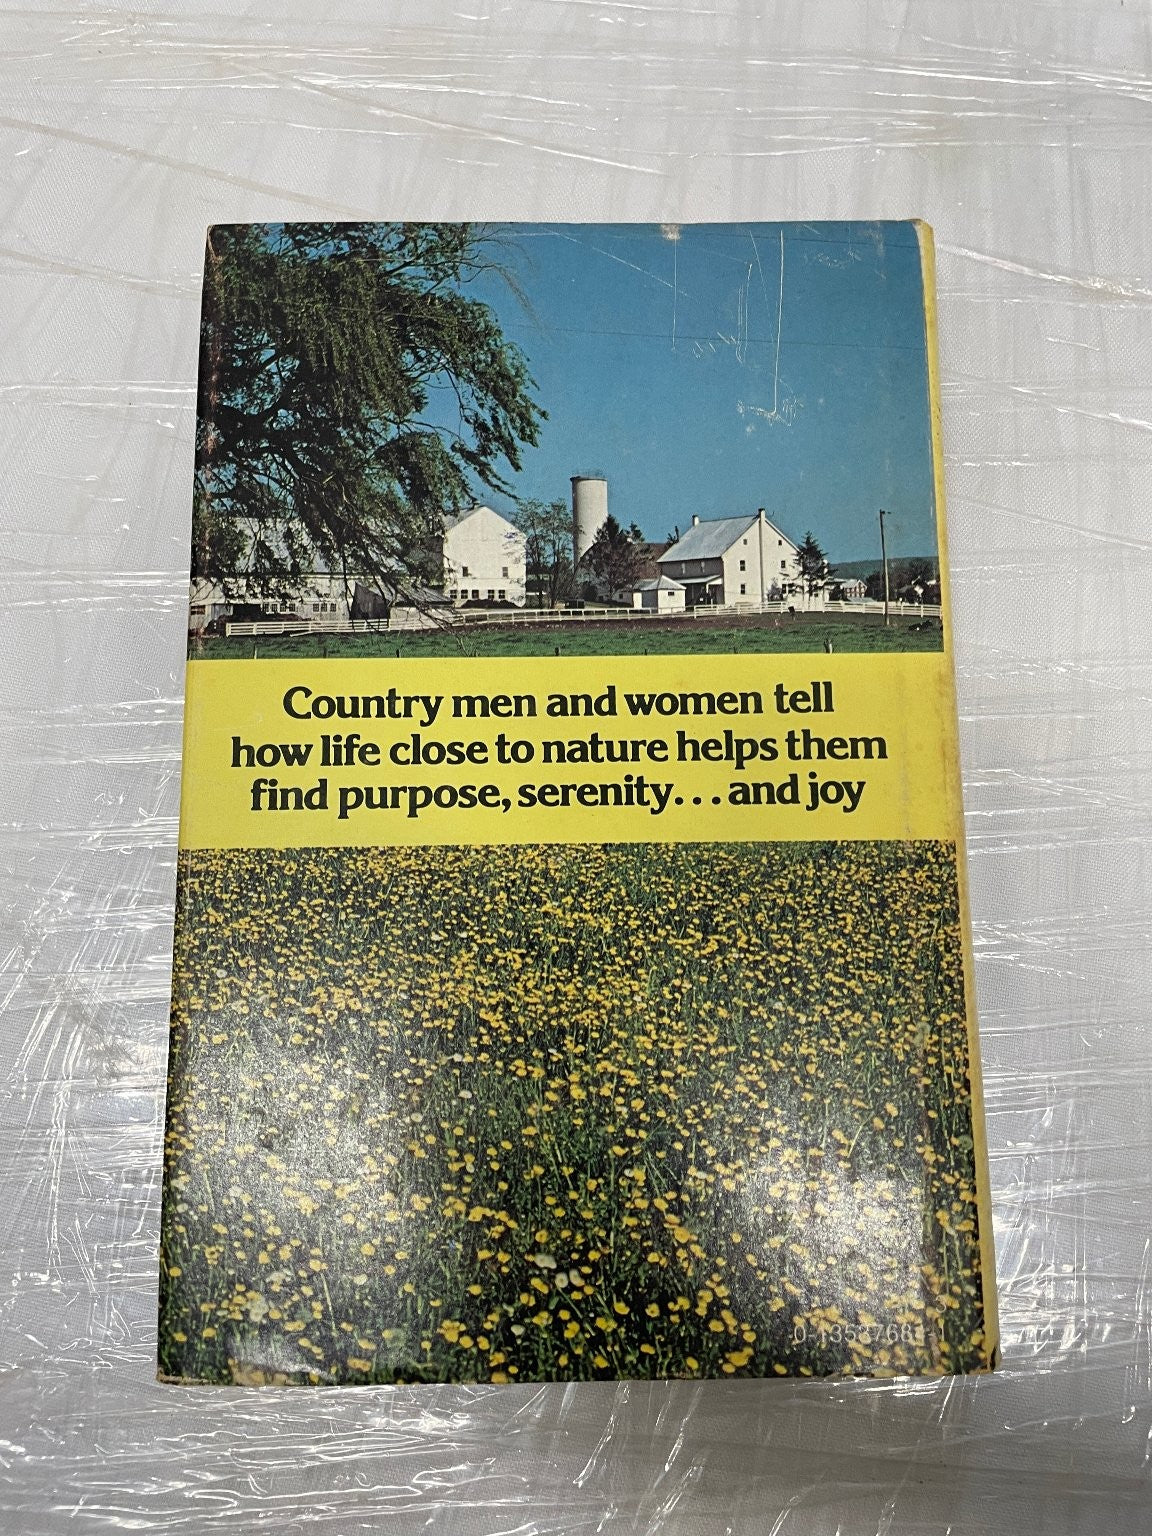 Country men and women tell
how life close to nature helps them
find purpose, serenity...and joy